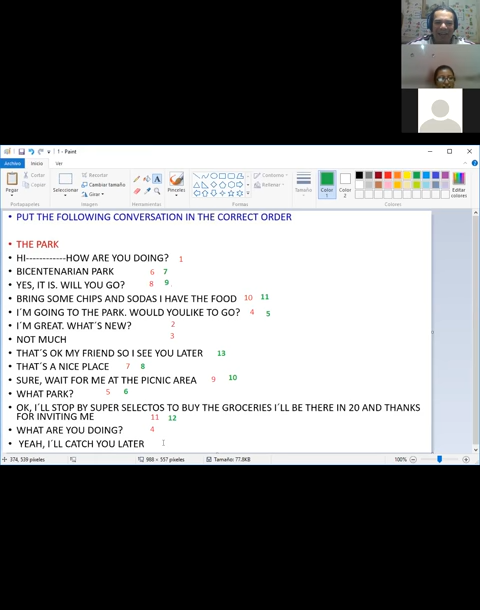 1 - Paint
Archivo Inicio Ver
Cortar
Copiar
Pegar
Portapapeles
Recortar
Cambiar tamaño
Girar
Seleccionar
Imagen
Herramientas
Pinceles
Contorno
Relleno
Formas
Tamaño
Color 1
Color 2
Colores
Editar colores
• PUT THE FOLLOWING CONVERSATION IN THE CORRECT ORDER
• THE PARK
• HI------------HOW ARE YOU DOING? 1
• BICENTENARIAN PARK 6 7
• YES, IT IS. WILL YOU GO? 8 9
• BRING SOME CHIPS AND SODAS I HAVE THE FOOD 10 11
• I´M GOING TO THE PARK. WOULD YOULIKE TO GO? 4 5
• I´M GREAT. WHAT´S NEW? 2
• NOT MUCH 3
• THAT´S OK MY FRIEND SO I SEE YOU LATER 13
• THAT´S A NICE PLACE 7 8
• SURE, WAIT FOR ME AT THE PICNIC AREA 9 10
• WHAT PARK? 5 6
• OK, I´LL STOP BY SUPER SELECTOS TO BUY THE GROCERIES I´LL BE THERE IN 20 AND THANKS
FOR INVITING ME 11 12
• WHAT ARE YOU DOING? 4
• YEAH, I´LL CATCH YOU LATER
374, 539 píxeles 908 × 557 píxeles Tamaño: 77.8KB 100%